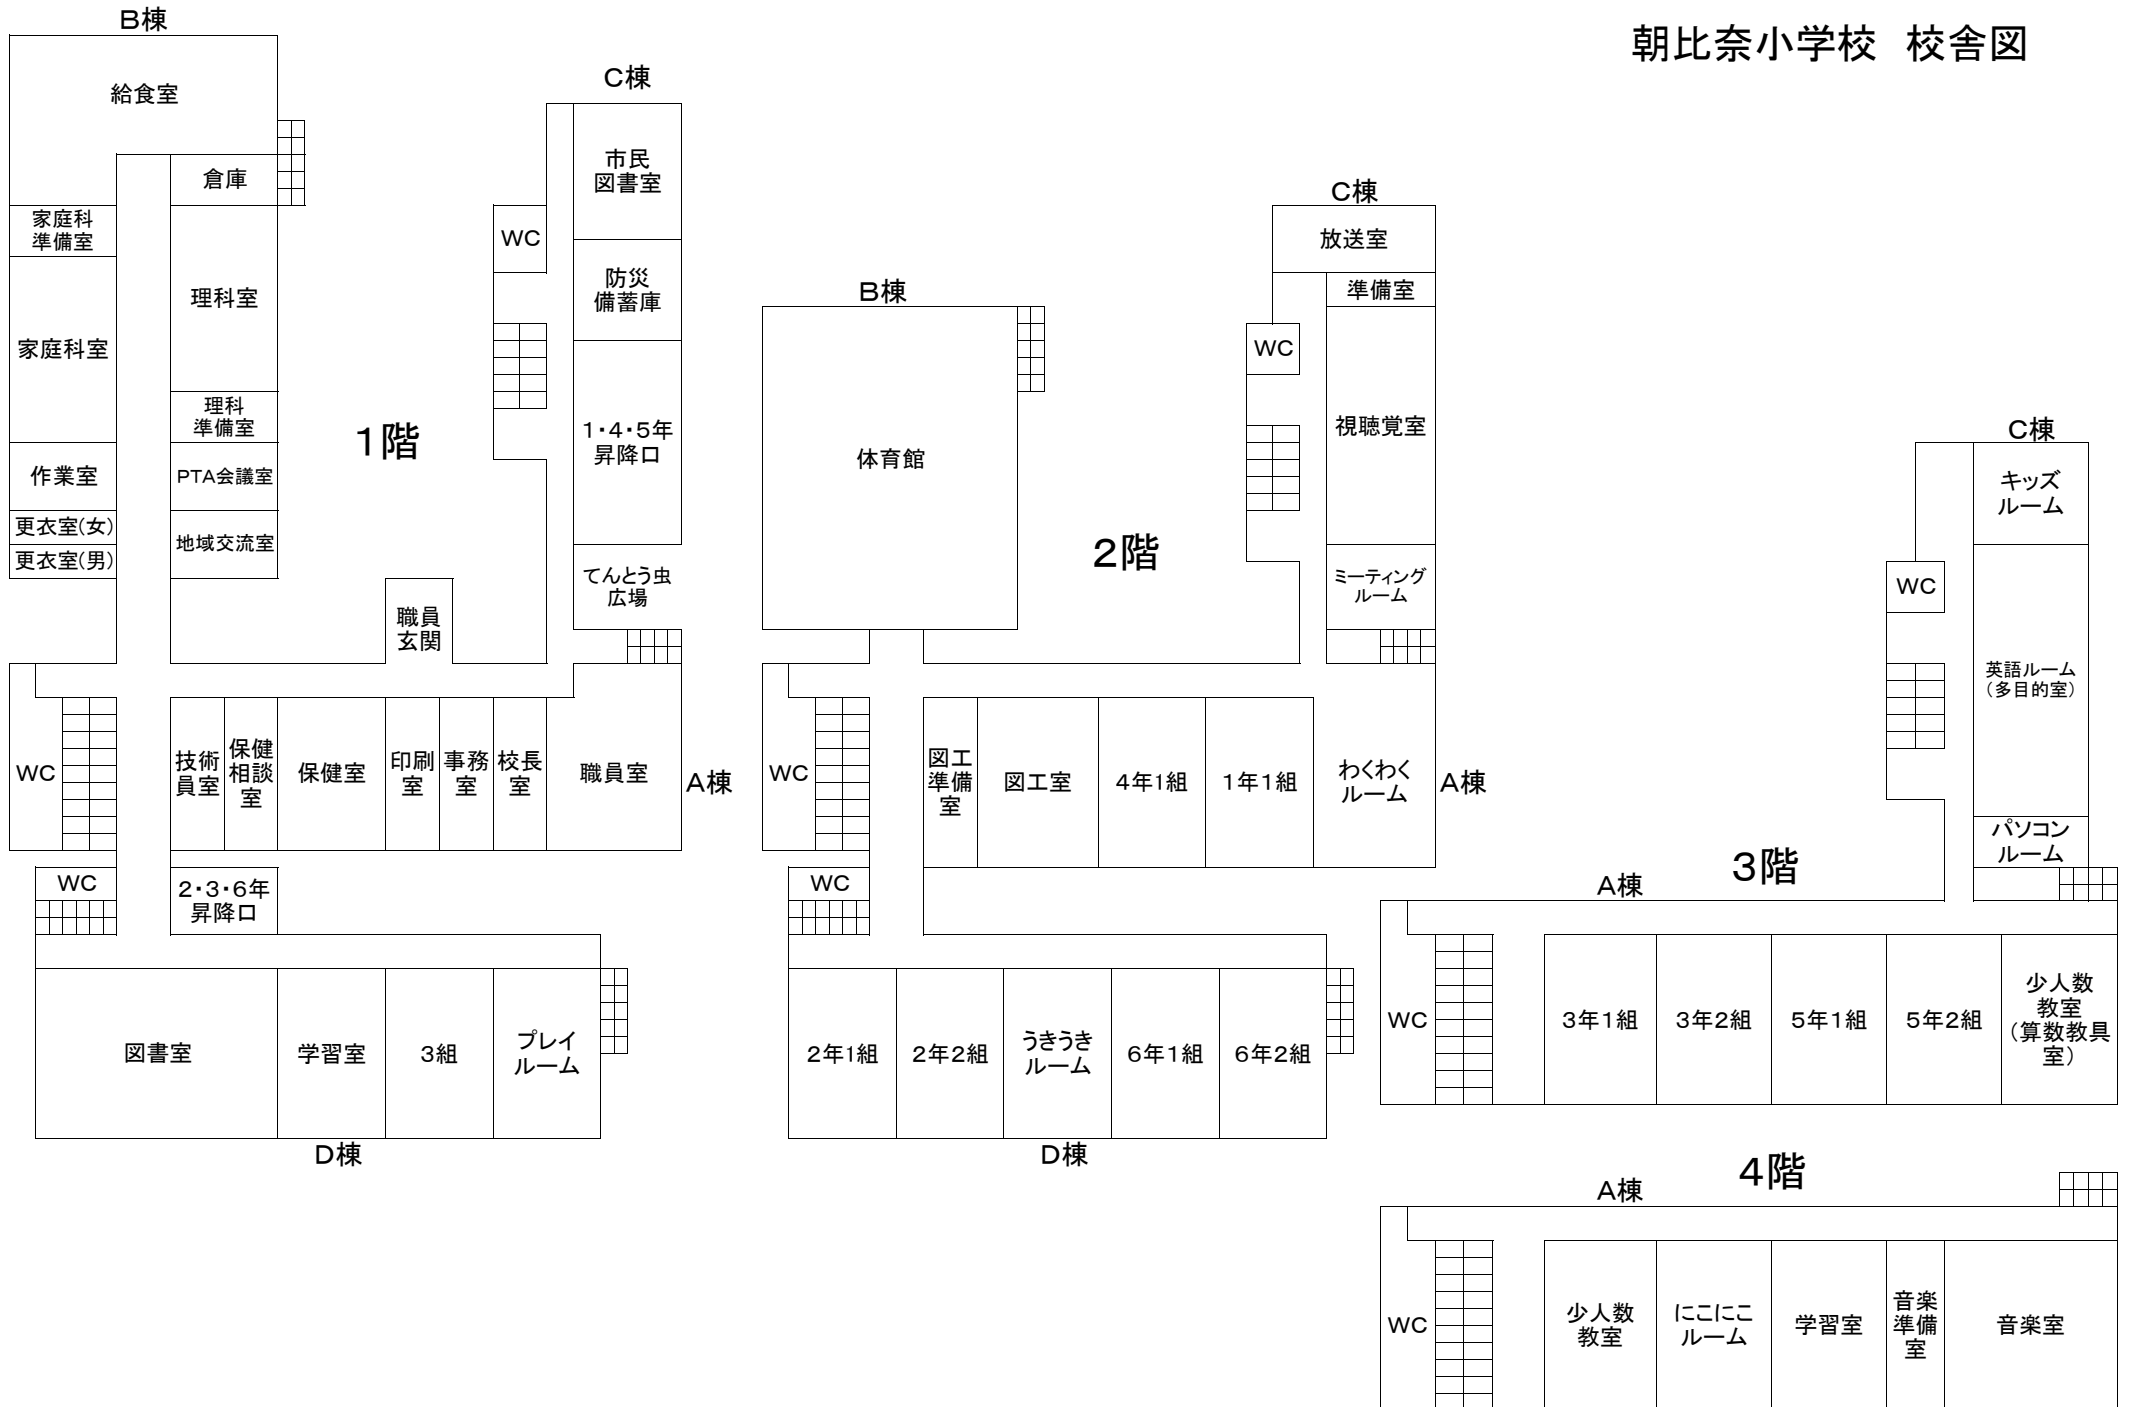 朝比奈小学校　校舎図
B棟
給食室
倉庫
家庭科
準備室
理科室
家庭科室
理科
準備室
作業室
PTA会議室
更衣室(女)
地域交流室
更衣室(男)
1階
C棟
市民
図書室
WC
防災
備蓄庫
1・4・5年
昇降口
てんとう虫
広場
職員
玄関
WC
技術
員室
保健
相談
室
保健室
印刷
室
事務
室
校長
室
職員室
A棟
WC
2・3・6年
昇降口
図書室
学習室
3組
プレイ
ルーム
D棟
B棟
体育館
2階
C棟
放送室
準備室
WC
視聴覚室
ミーティング
ルーム
WC
図工
準備
室
図工室
4年1組
1年1組
わくわく
ルーム
A棟
WC
2年1組
2年2組
うきうき
ルーム
6年1組
6年2組
D棟
C棟
キッズ
ルーム
WC
英語ルーム
（多目的室）
パソコン
ルーム
3階
A棟
WC
3年1組
3年2組
5年1組
5年2組
少人数
教室
（算数教具
室）
4階
A棟
WC
少人数
教室
にこにこ
ルーム
学習室
音楽
準備
室
音楽室